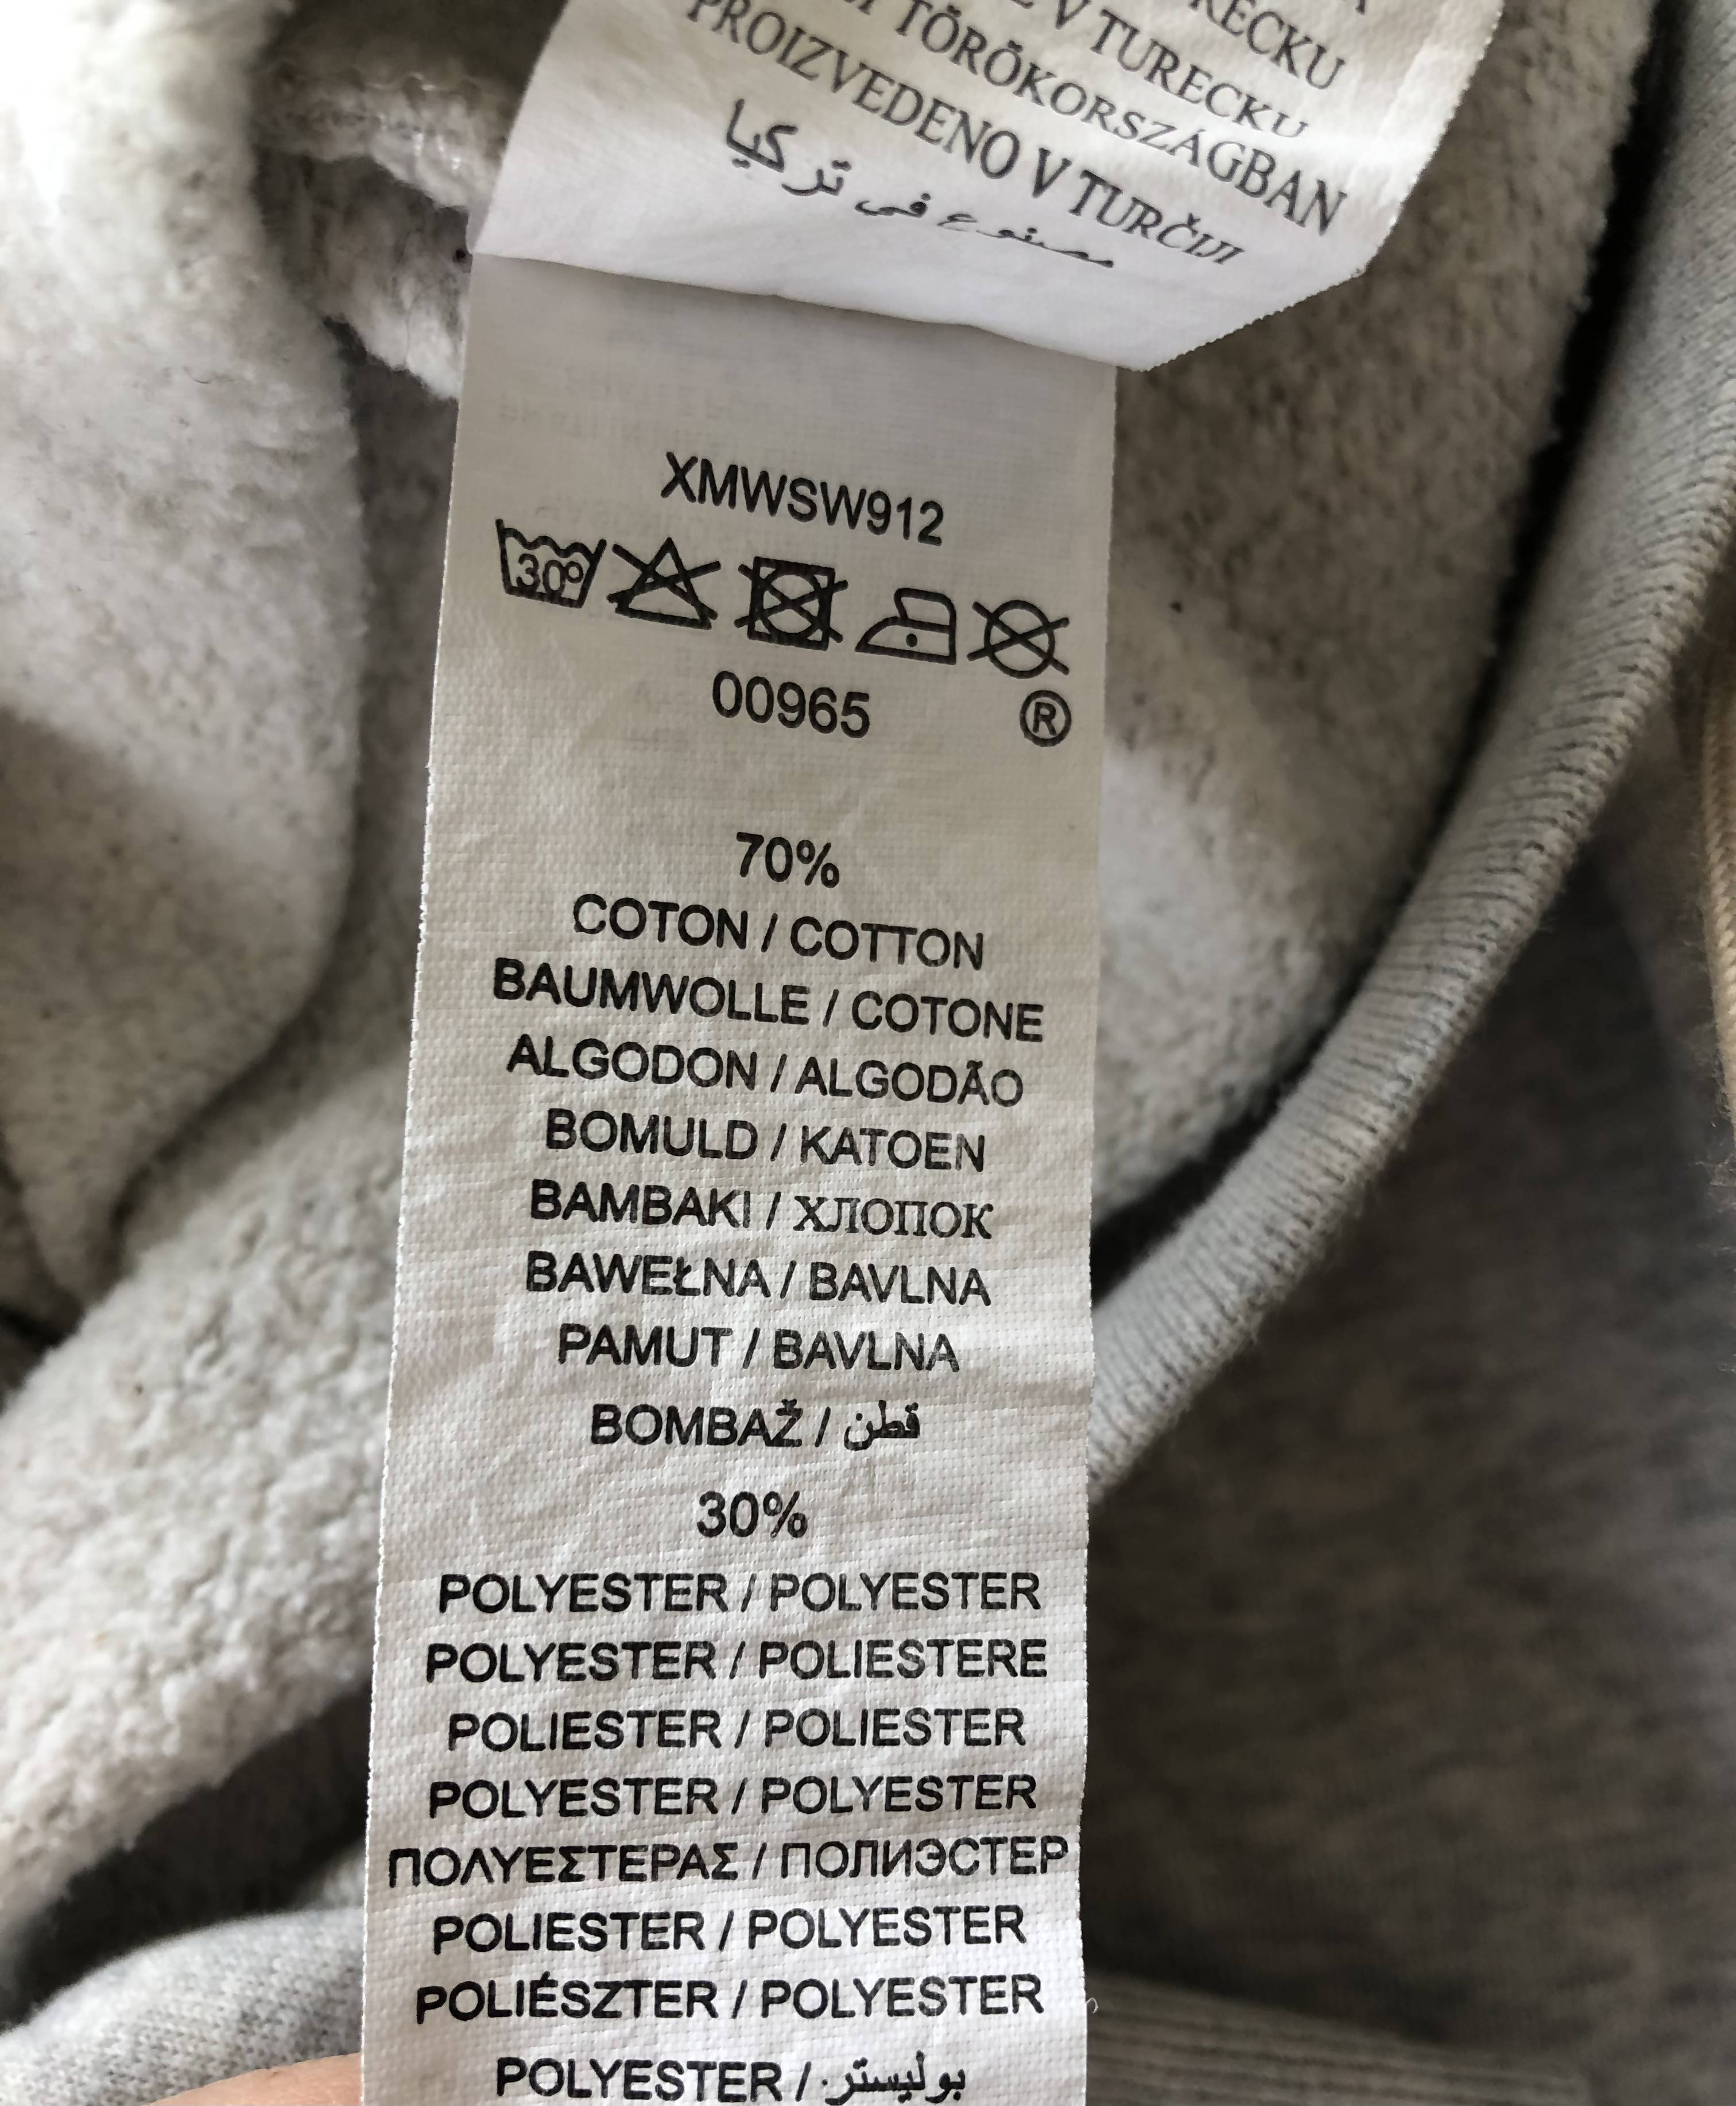 V TURECKU
TÖRÖKORSZÁGBAN
PROIZVEDENO V TURČIJI
مصنوع في تركيا
XMWSW912
30°
00965
®
70%
COTON / COTTON
BAUMWOLLE / COTONE
ALGODON / ALGODÃO
BOMULD / KATOEN
BAMBAKI / ХЛОПОК
BAWEŁNA / BAVLNA
PAMUT / BAVLNA
BOMBAŽ / قطن
30%
POLYESTER / POLYESTER
POLYESTER / POLIESTERE
POLIESTER / POLIESTER
POLYESTER / POLYESTER
ΠΟΛΥΕΣΤΕΡΑΣ / ПОЛИЭСТЕР
POLIESTER / POLYESTER
POLIÉSZTER / POLYESTER
POLYESTER / بوليستر.